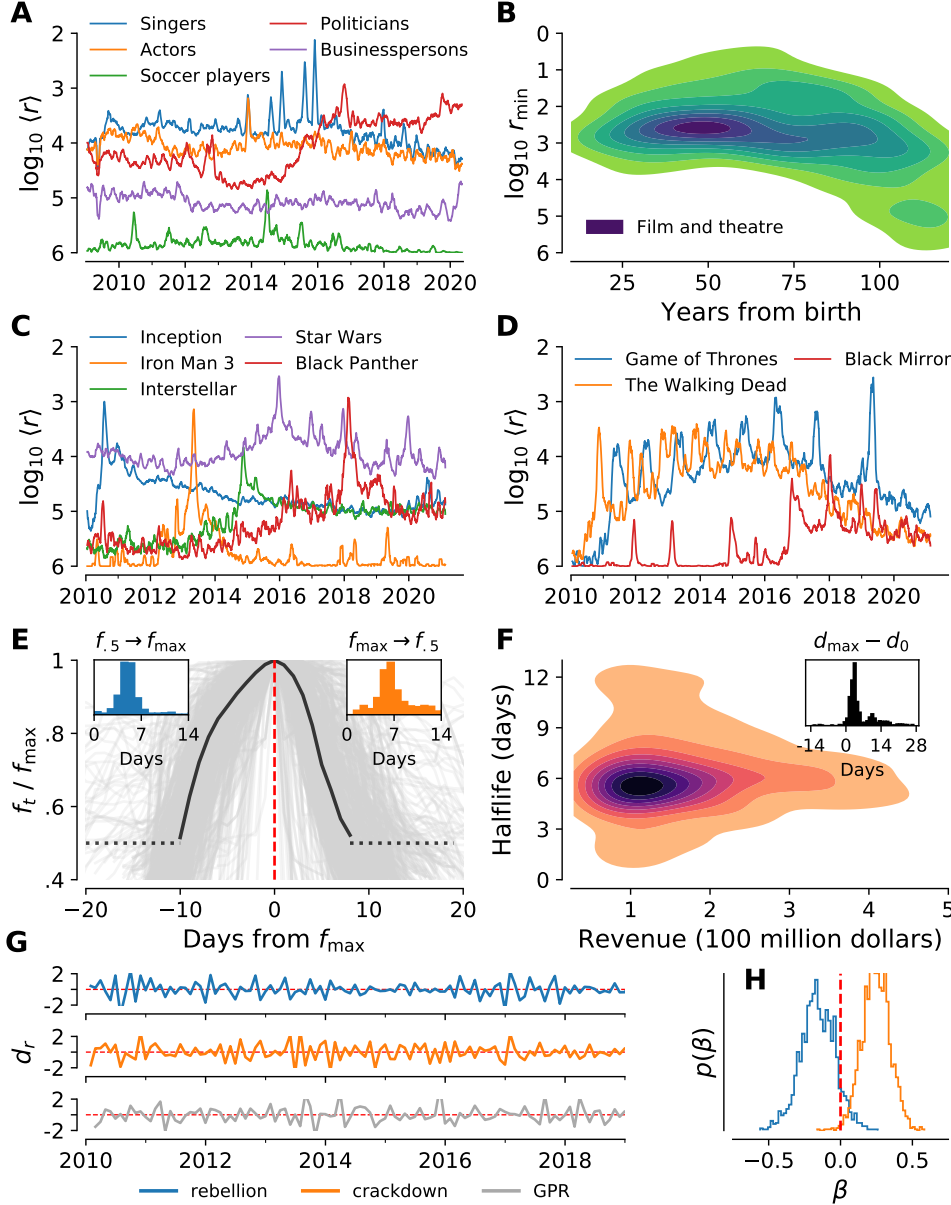 A
Singers
Politicians
Actors
Businesspersons
Soccer players
log10 ⟨r⟩
2
3
4
5
6
2010 2012 2014 2016 2018 2020
B
log10 rmin
0
1
2
3
4
5
6
Film and theatre
25 50 75 100
Years from birth
C
Inception
Star Wars
Iron Man 3
Black Panther
Interstellar
log10 ⟨r⟩
2
3
4
5
6
2010 2012 2014 2016 2018 2020
D
Game of Thrones
Black Mirror
The Walking Dead
log10 ⟨r⟩
2
3
4
5
6
2010 2012 2014 2016 2018 2020
E
f.5 → fmax
fmax → f.5
ft / fmax
1
.8
.6
.4
0 7 14
Days
0 7 14
Days
−20 −10 0 10 20
Days from fmax
F
dmax − d0
Halflife (days)
12
9
6
3
0
-14 0 14 28
Days
1 2 3 4 5
Revenue (100 million dollars)
G
dr
2
-2
2
-2
2
-2
2010 2012 2014 2016 2018
rebellion crackdown GPR
H
p(β)
−0.5 0.0 0.5
β